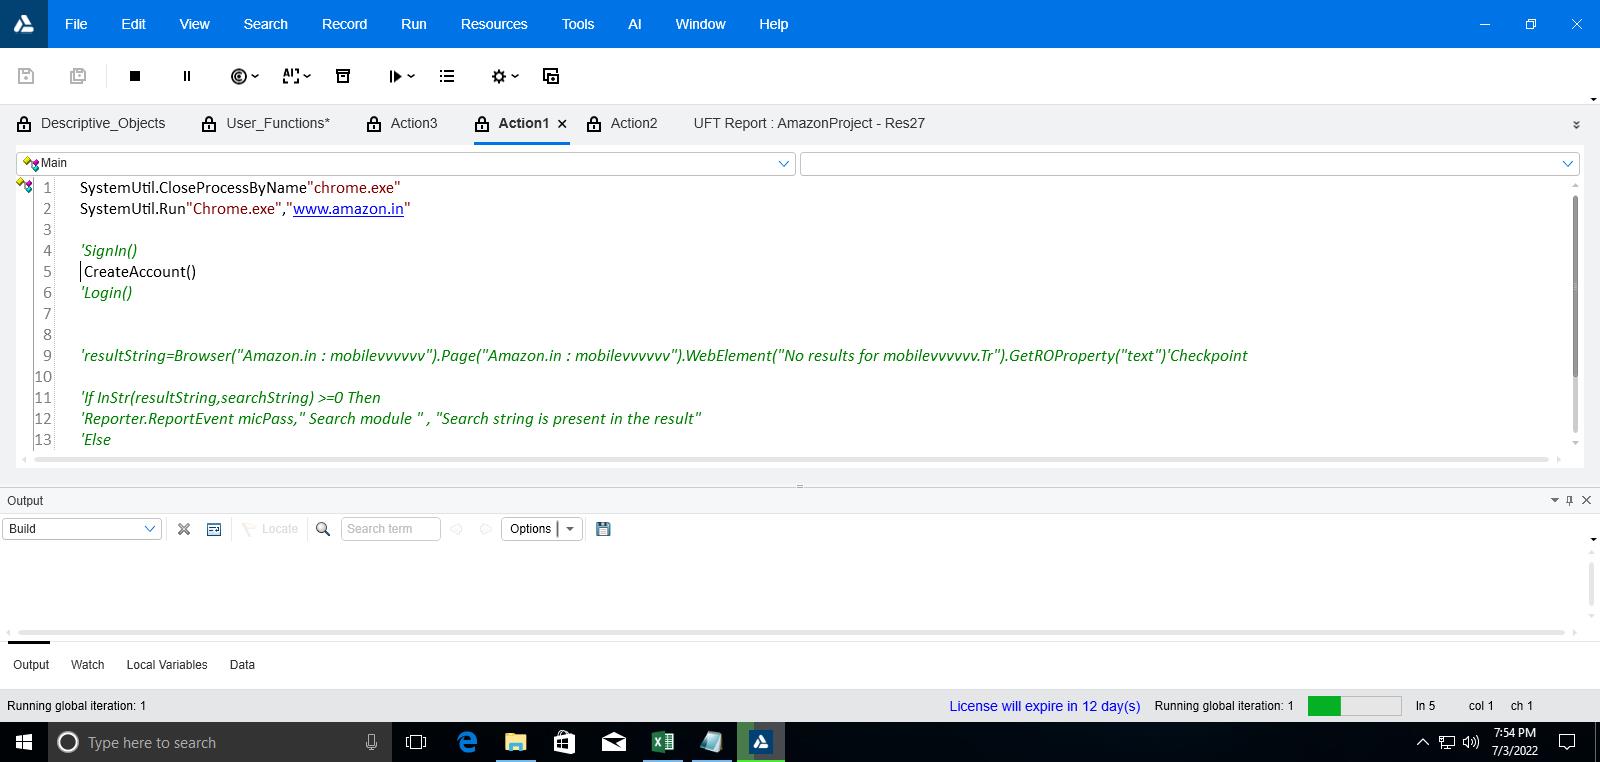 File Edit View Search Record Run Resources Tools AI Window Help
Descriptive_Objects User_Functions* Action3 Action1 Action2 UFT Report : AmazonProject - Res27
Main
1 SystemUtil.CloseProcessByName"chrome.exe"
2 SystemUtil.Run"Chrome.exe","www.amazon.in"
3
4 'SignIn()
5 CreateAccount()
6 'Login()
7
8
9 'resultString=Browser("Amazon.in : mobilevvvvvv").Page("Amazon.in : mobilevvvvvv").WebElement("No results for mobilevvvvvv.Tr").GetROProperty("text")'Checkpoint
10
11 'If InStr(resultString,searchString) >=0 Then
12 'Reporter.ReportEvent micPass," Search module " , "Search string is present in the result"
13 'Else
Output
Build Locate Search term Options
Output Watch Local Variables Data
Running global iteration: 1 License will expire in 12 day(s) Running global iteration: 1 ln 5 col 1 ch 1
Type here to search
7:54 PM
7/3/2022